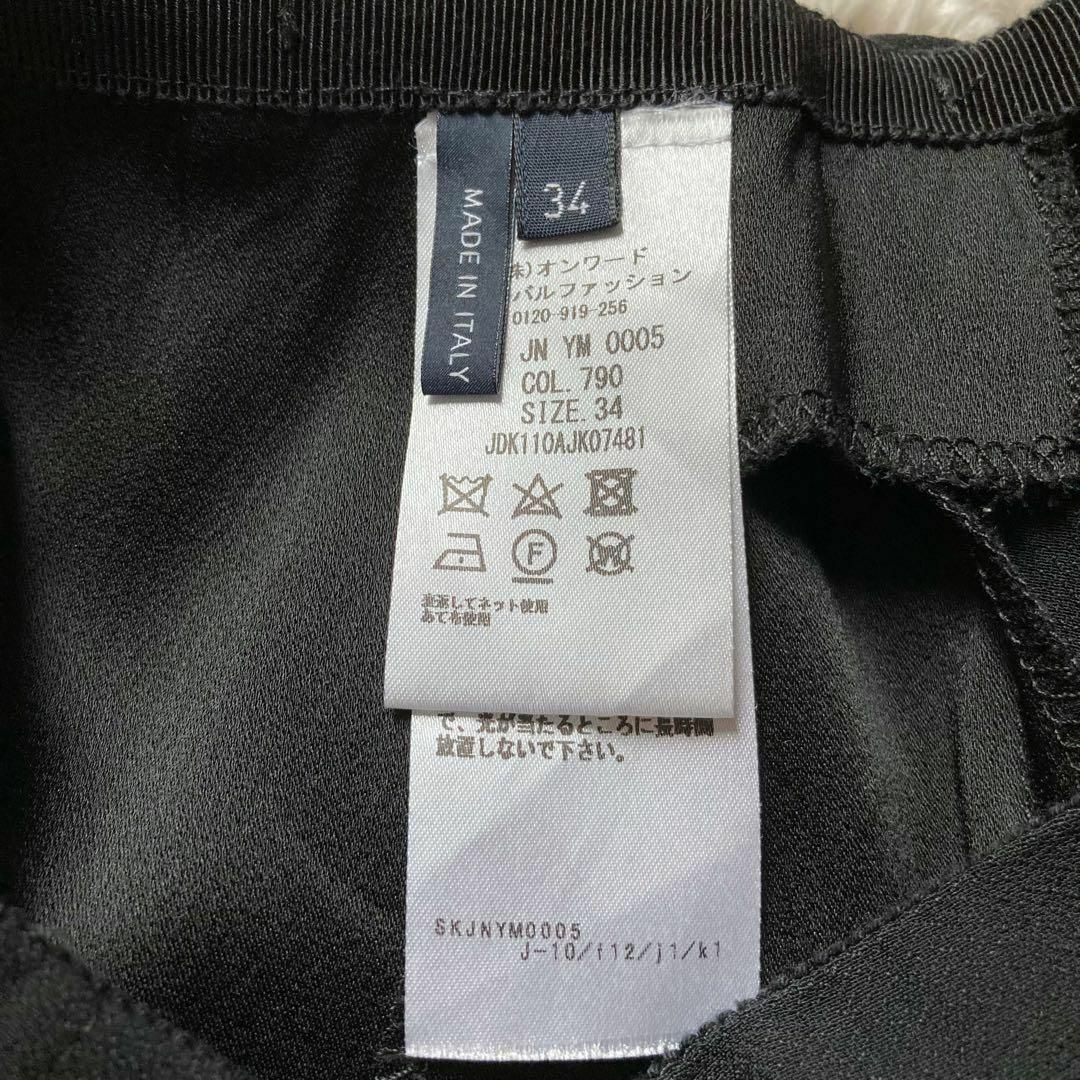 MADE IN ITALY
34
株)オンワード
バルファッション
0120-919-256
JN YM 0005
COL. 790
SIZE. 34
JDK110AJK07481
F
W
裏返してネット使用
あて布使用
で、光が当たるところに長時間
放置しないで下さい。
SKJNYM0005
J-10/f12/j1/k1